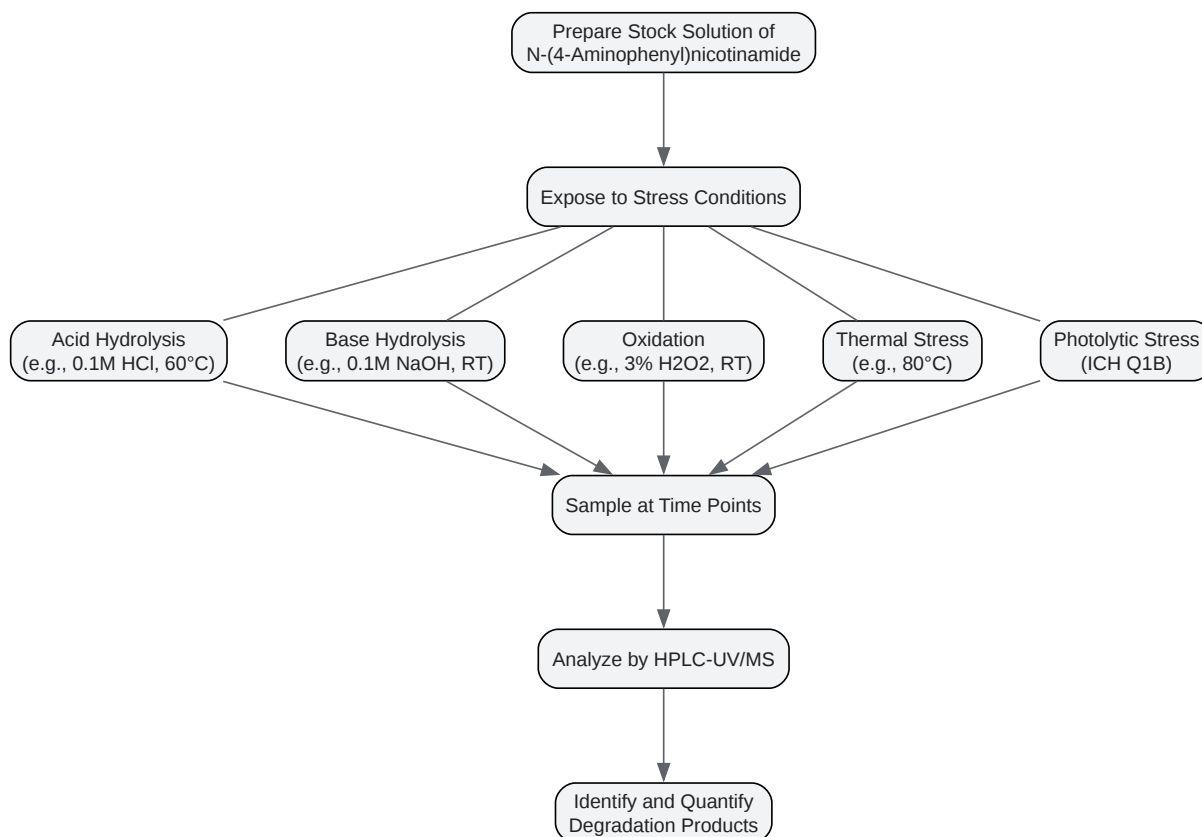 Prepare Stock Solution of
N-(4-Aminophenyl)nicotinamide
Expose to Stress Conditions
Acid Hydrolysis
(e.g., 0.1M HCl, 60°C)
Base Hydrolysis
(e.g., 0.1M NaOH, RT)
Oxidation
(e.g., 3% H2O2, RT)
Thermal Stress
(e.g., 80°C)
Photolytic Stress
(ICH Q1B)
Sample at Time Points
Analyze by HPLC-UV/MS
Identify and Quantify
Degradation Products